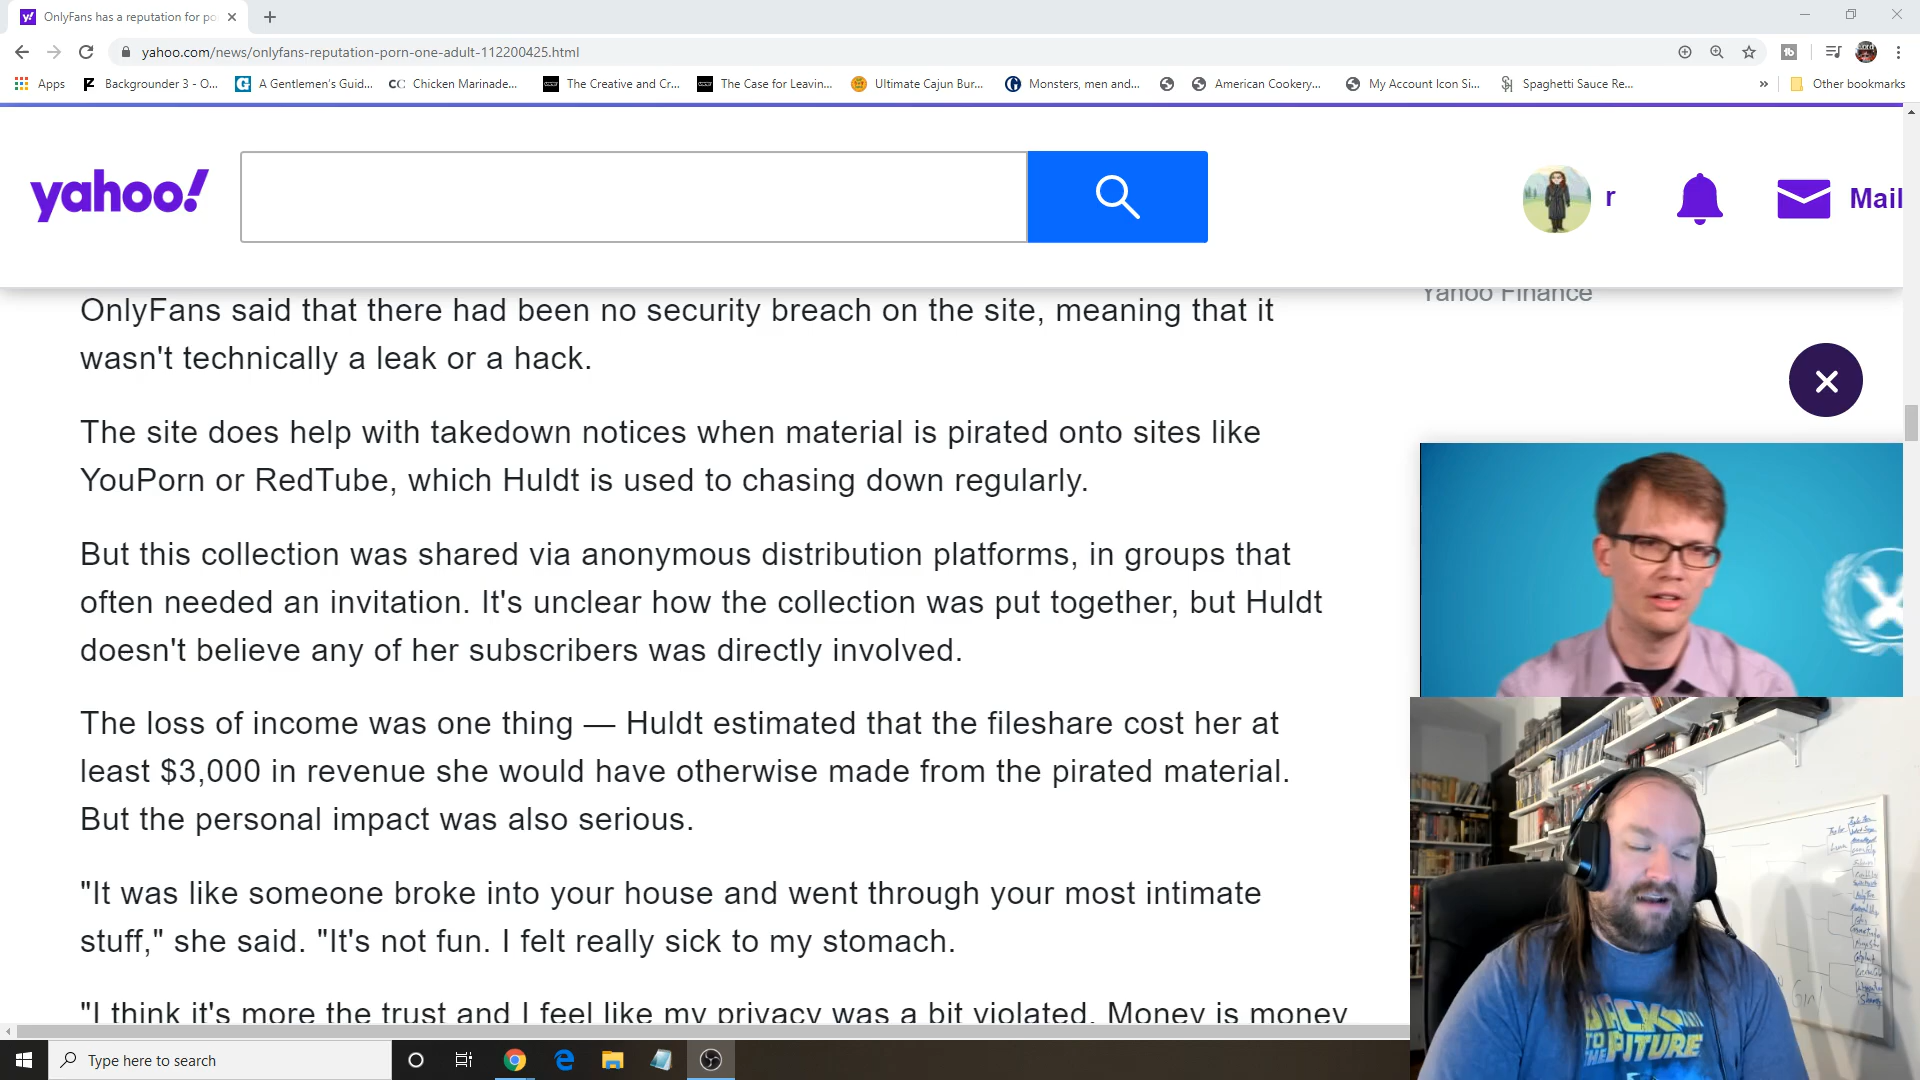 OnlyFans has a reputation for po
yahoo.com/news/onlyfans-reputation-porn-one-adult-112200425.html
Apps Backgrounder 3 - O... A Gentlemen's Guid... CC Chicken Marinade... The Creative and Cr... The Case for Leavin... Ultimate Cajun Bur... Monsters, men and... American Cookery... My Account Icon Si... Spaghetti Sauce Re... » Other bookmarks
yahoo! r Mail
Yahoo Finance
OnlyFans said that there had been no security breach on the site, meaning that it
wasn't technically a leak or a hack.
The site does help with takedown notices when material is pirated onto sites like
YouPorn or RedTube, which Huldt is used to chasing down regularly.
But this collection was shared via anonymous distribution platforms, in groups that
often needed an invitation. It's unclear how the collection was put together, but Huldt
doesn't believe any of her subscribers was directly involved.
The loss of income was one thing — Huldt estimated that the fileshare cost her at
least $3,000 in revenue she would have otherwise made from the pirated material.
But the personal impact was also serious.
"It was like someone broke into your house and went through your most intimate
stuff," she said. "It's not fun. I felt really sick to my stomach.
"I think it's more the trust and I feel like my privacy was a bit violated. Money is money
BACK
TO THE FUTURE
Type here to search